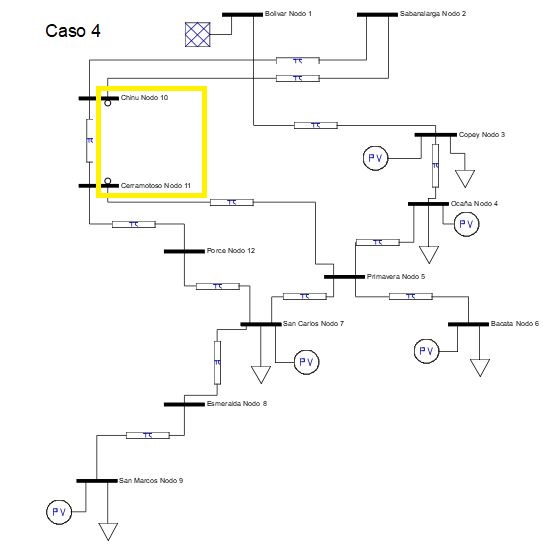 Caso 4
Bolivar Nodo 1
Sabanalarga Nodo 2
Chinu Nodo 10
Copey Nodo 3
PV
Cerramotoso Nodo 11
Ocaña Nodo 4
PV
Porce Nodo 12
Primavera Nodo 5
San Carlos Nodo 7
Bacata Nodo 6
PV
PV
Esmeralda Nodo 8
San Marcos Nodo 9
PV